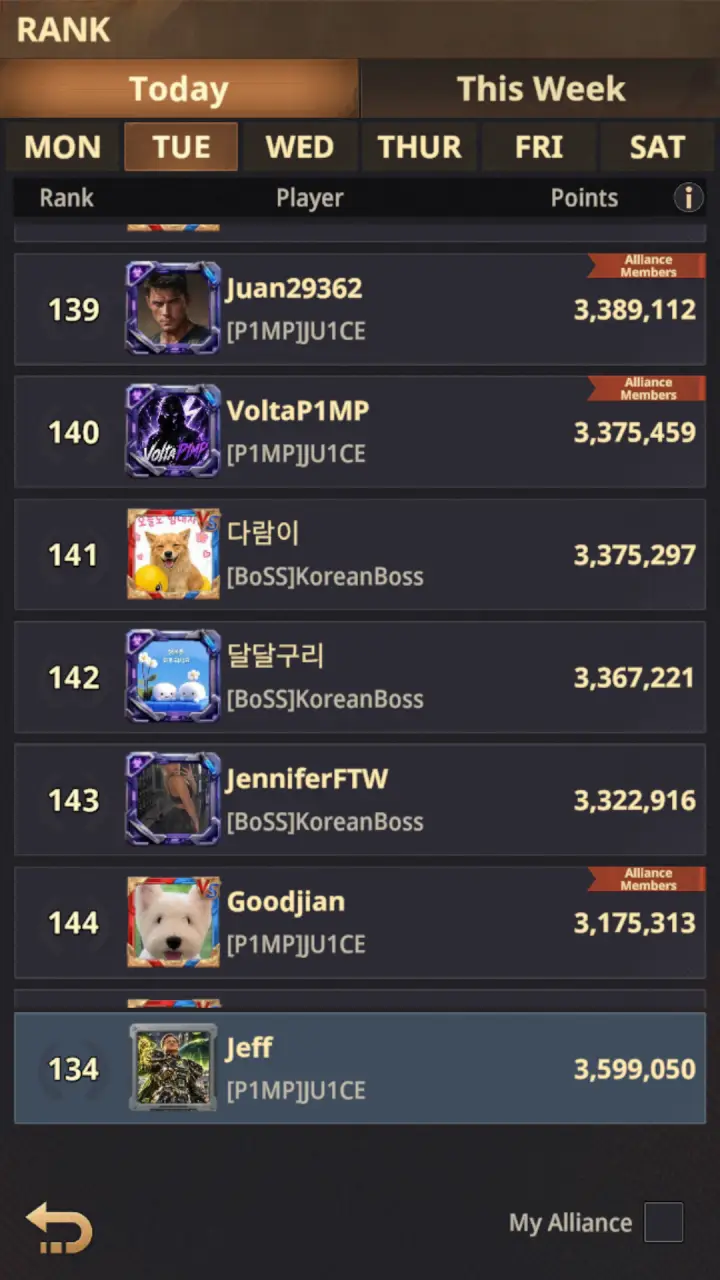 RANK
Today
This Week
MON
TUE
WED
THUR
FRI
SAT
Rank
Player
Points
i
Alliance
Members
139
Juan29362
[P1MP]JU1CE
3,389,112
Alliance
Members
140
VoltaP1MP
[P1MP]JU1CE
3,375,459
141
다람이
[BoSS]KoreanBoss
3,375,297
142
달달구리
[BoSS]KoreanBoss
3,367,221
143
JenniferFTW
[BoSS]KoreanBoss
3,322,916
Alliance
Members
144
Goodjian
[P1MP]JU1CE
3,175,313
134
Jeff
[P1MP]JU1CE
3,599,050
My Alliance